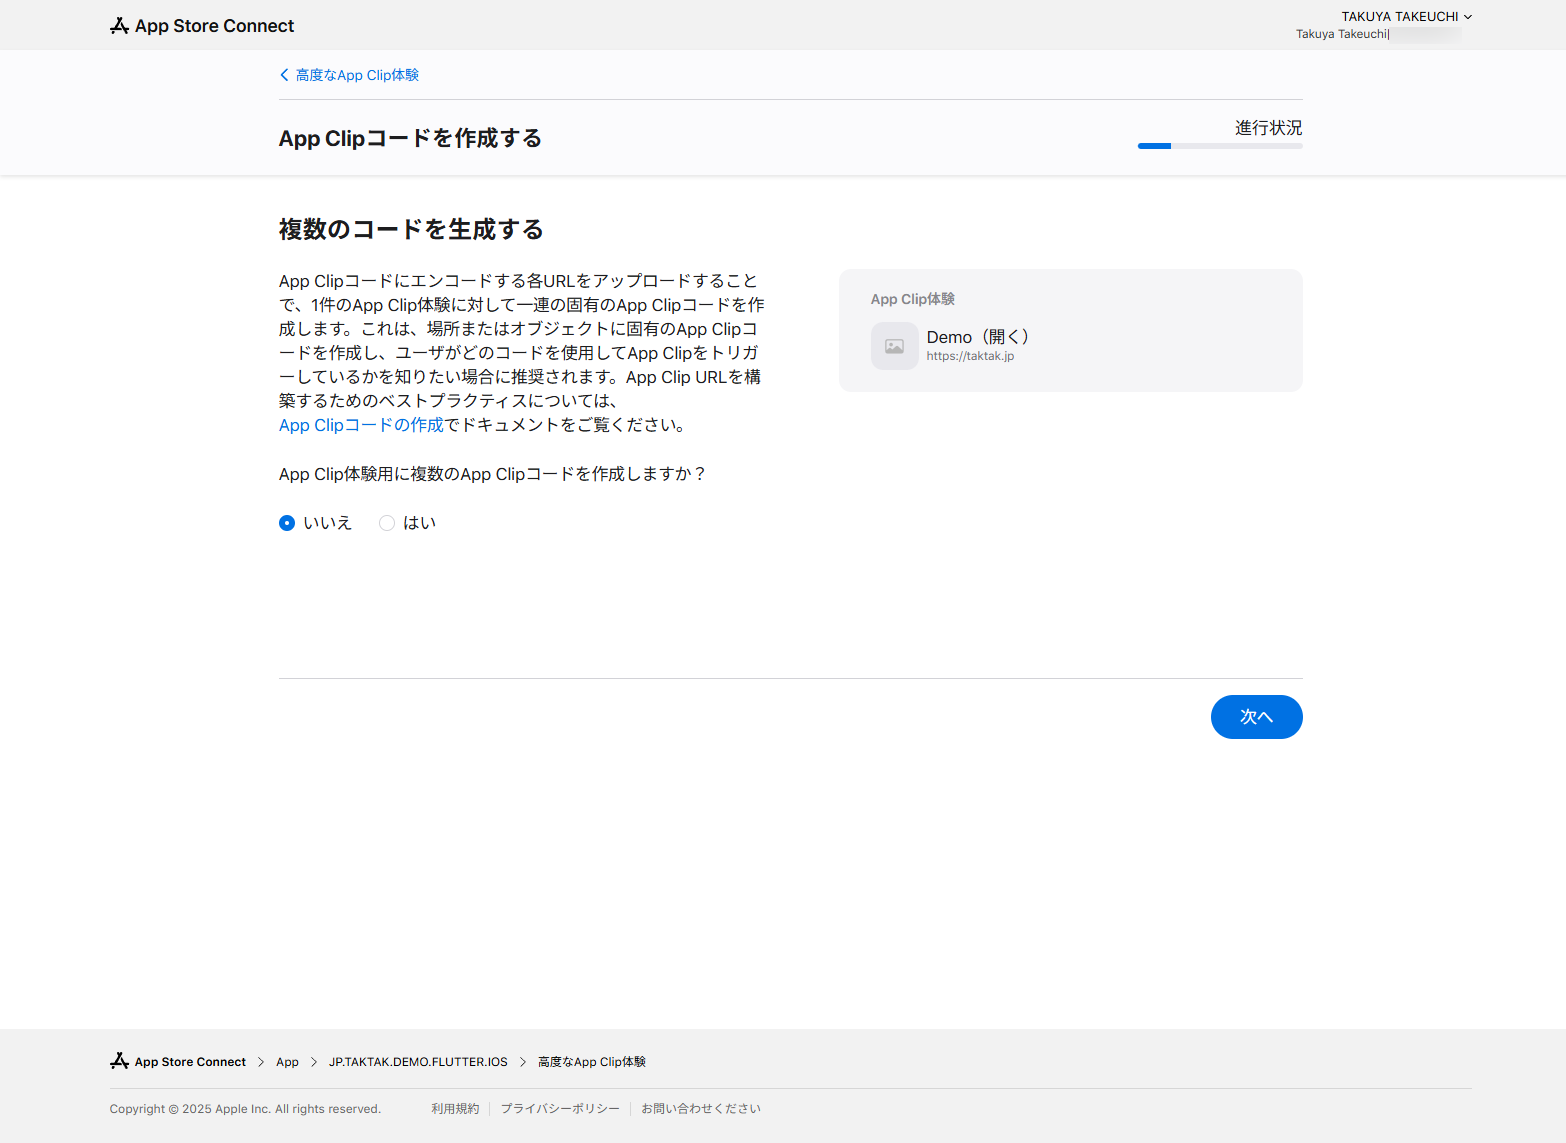 App Store Connect
TAKUYA TAKEUCHI
Takuya Takeuchi|
高度なApp Clip体験
App Clipコードを作成する
進行状況
複数のコードを生成する
App Clipコードにエンコードする各URLをアップロードすること
で、1件のApp Clip体験に対して一連の固有のApp Clipコードを作
成します。これは、場所またはオブジェクトに固有のApp Clipコ
ードを作成し、ユーザがどのコードを使用してApp Clipをトリガ
ーしているかを知りたい場合に推奨されます。App Clip URLを構
築するためのベストプラクティスについては、
App Clipコードの作成でドキュメントをご覧ください。
App Clip体験用に複数のApp Clipコードを作成しますか？
いいえ はい
App Clip体験
Demo（開く）
https://taktak.jp
次へ
App Store Connect App JP.TAKTAK.DEMO.FLUTTER.IOS 高度なApp Clip体験
Copyright © 2025 Apple Inc. All rights reserved. 利用規約 プライバシーポリシー お問い合わせください